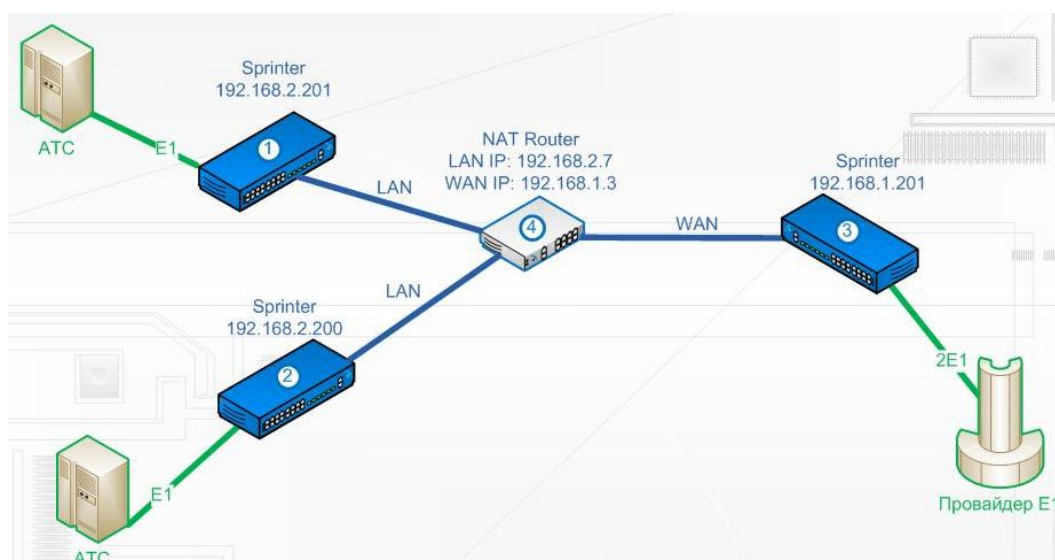 Sprinter
192.168.2.201
1
АТС
E1
LAN
NAT Router
LAN IP: 192.168.2.7
WAN IP: 192.168.1.3
4
WAN
Sprinter
192.168.1.201
3
LAN
Sprinter
192.168.2.200
2
2E1
E1
Провайдер E1
АТС